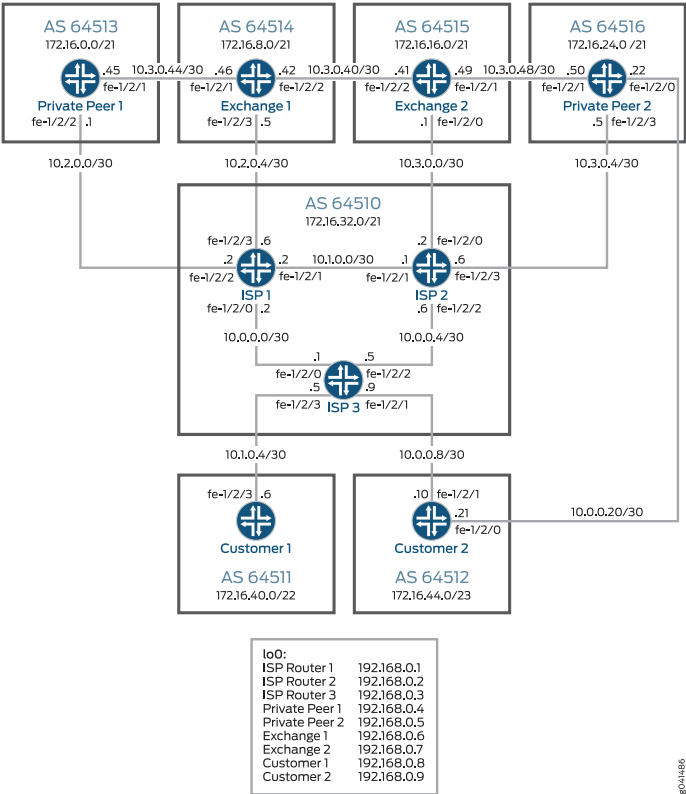 AS 64513
172.16.0.0/21
AS 64514
172.16.8.0/21
AS 64515
172.16.16.0/21
AS 64516
172.16.24.0 /21
.45 10.3.0.44/30 .46
fe-1/2/1 fe-1/2/1
.42 10.3.0.40/30 .41
fe-1/2/2 fe-1/2/2
.49 10.3.0.48/30 .50
fe-1/2/1 fe-1/2/1
.22
fe-1/2/0
Private Peer 1
Exchange 1
Exchange 2
Private Peer 2
fe-1/2/2 .1
fe-1/2/3 .5
.1 fe-1/2/0
.5 fe-1/2/3
10.2.0.0/30
10.2.0.4/30
10.3.0.0/30
10.3.0.4/30
AS 64510
172.16.32.0/21
fe-1/2/3 .6
.2 fe-1/2/0
.2 .2 10.1.0.0/30 .1 .6
fe-1/2/2 fe-1/2/1 fe-1/2/1 fe-1/2/3
ISP 1
ISP 2
fe-1/2/0 .2
.6 fe-1/2/2
10.0.0.0/30
10.0.0.4/30
.1 .5
fe-1/2/0 fe-1/2/2
.5 .9
fe-1/2/3 ISP 3 fe-1/2/1
10.1.0.4/30
10.0.0.8/30
fe-1/2/3 .6
.10 fe-1/2/1
.21
fe-1/2/0
10.0.0.20/30
Customer 1
Customer 2
AS 64511
172.16.40.0/22
AS 64512
172.16.44.0/23
lo0:
ISP Router 1 192.168.0.1
ISP Router 2 192.168.0.2
ISP Router 3 192.168.0.3
Private Peer 1 192.168.0.4
Private Peer 2 192.168.0.5
Exchange 1 192.168.0.6
Exchange 2 192.168.0.7
Customer 1 192.168.0.8
Customer 2 192.168.0.9
g041486